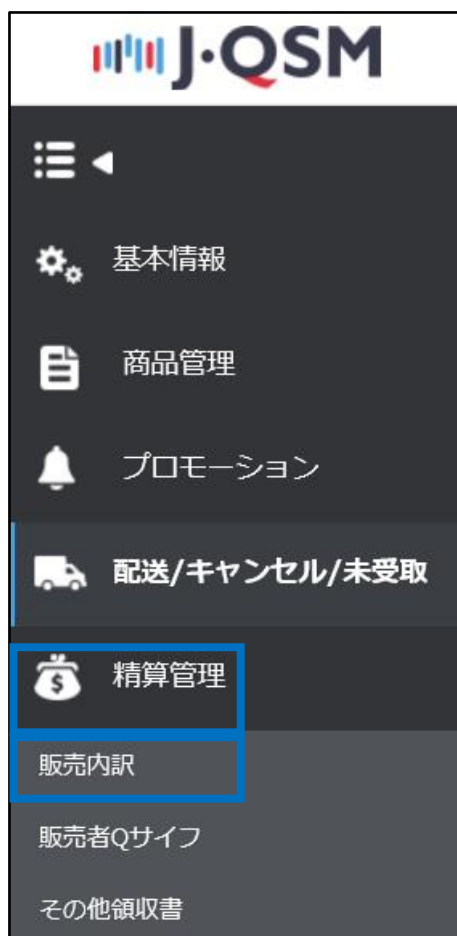 J·QSM
基本情報
商品管理
プロモーション
配送/キャンセル/未受取
精算管理
販売内訳
販売者Qサイフ
その他領収書